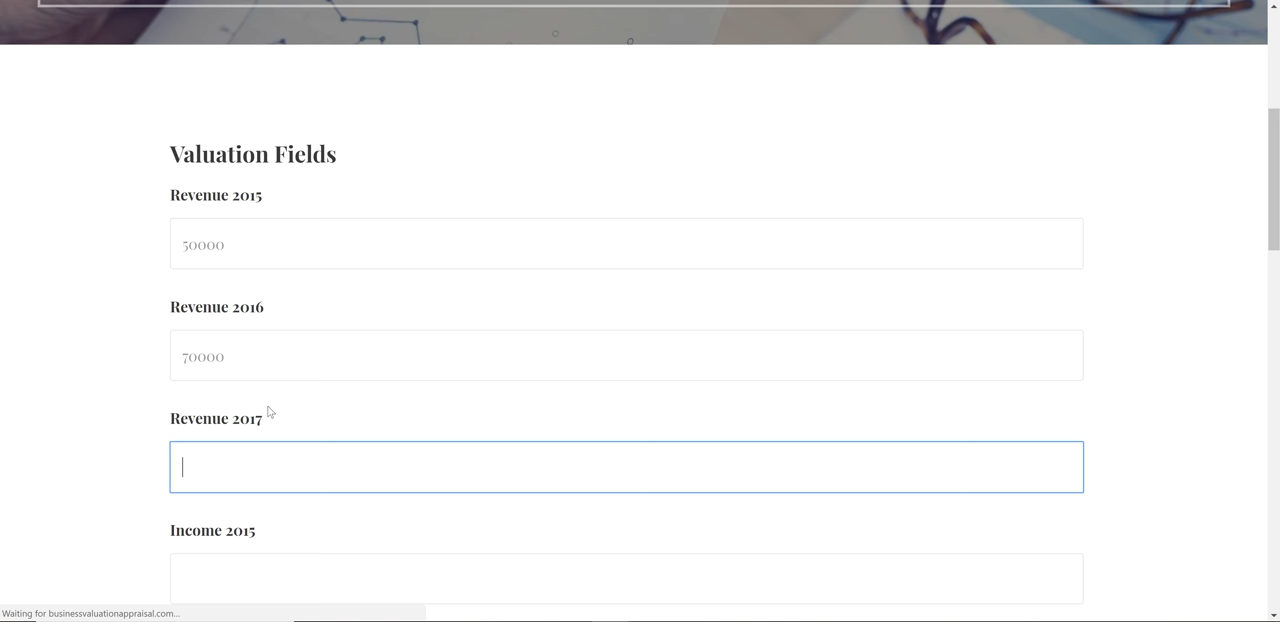 Valuation Fields
Revenue 2015
50000
Revenue 2016
70000
Revenue 2017
Income 2015
Waiting for businessvaluationappraisal.com...